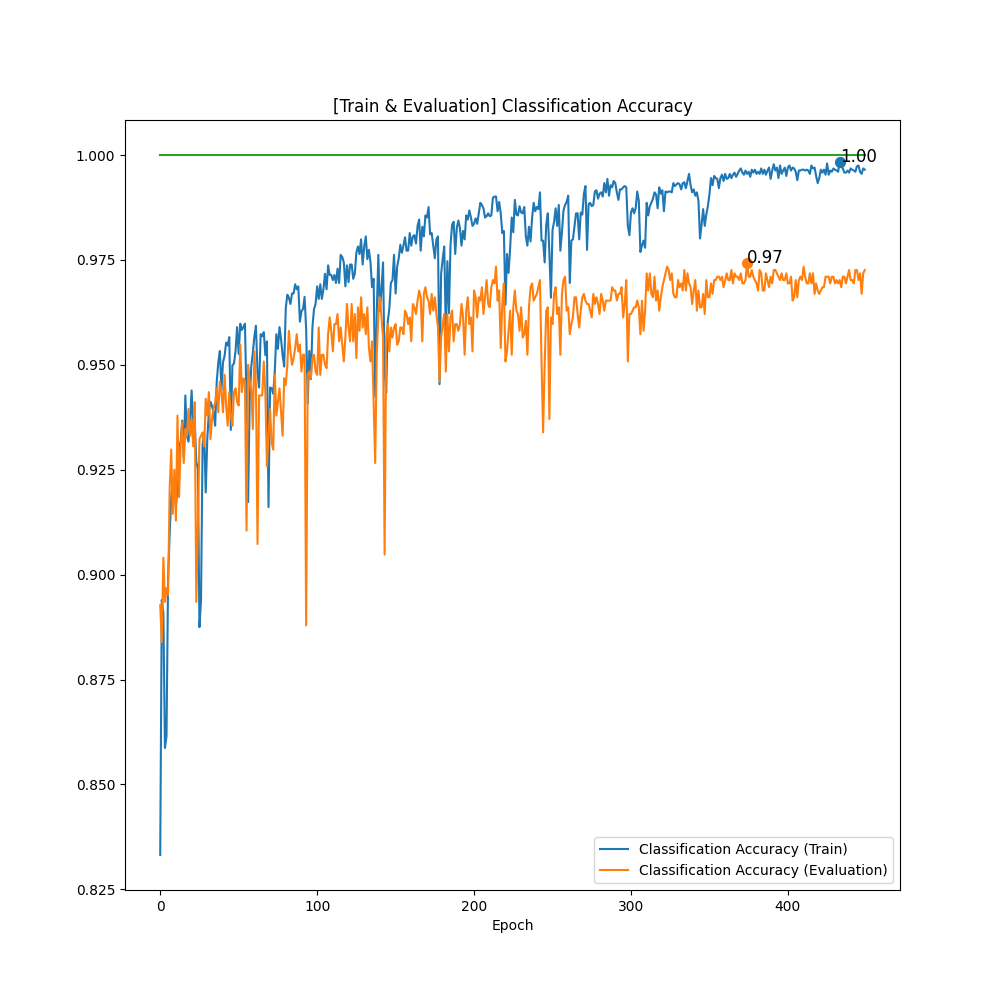 [Train & Evaluation] Classification Accuracy
1.000
1.00
0.975
0.97
0.950
0.925
0.900
0.875
0.850
0.825
Classification Accuracy (Train)
Classification Accuracy (Evaluation)
0 100 200 300 400
Epoch